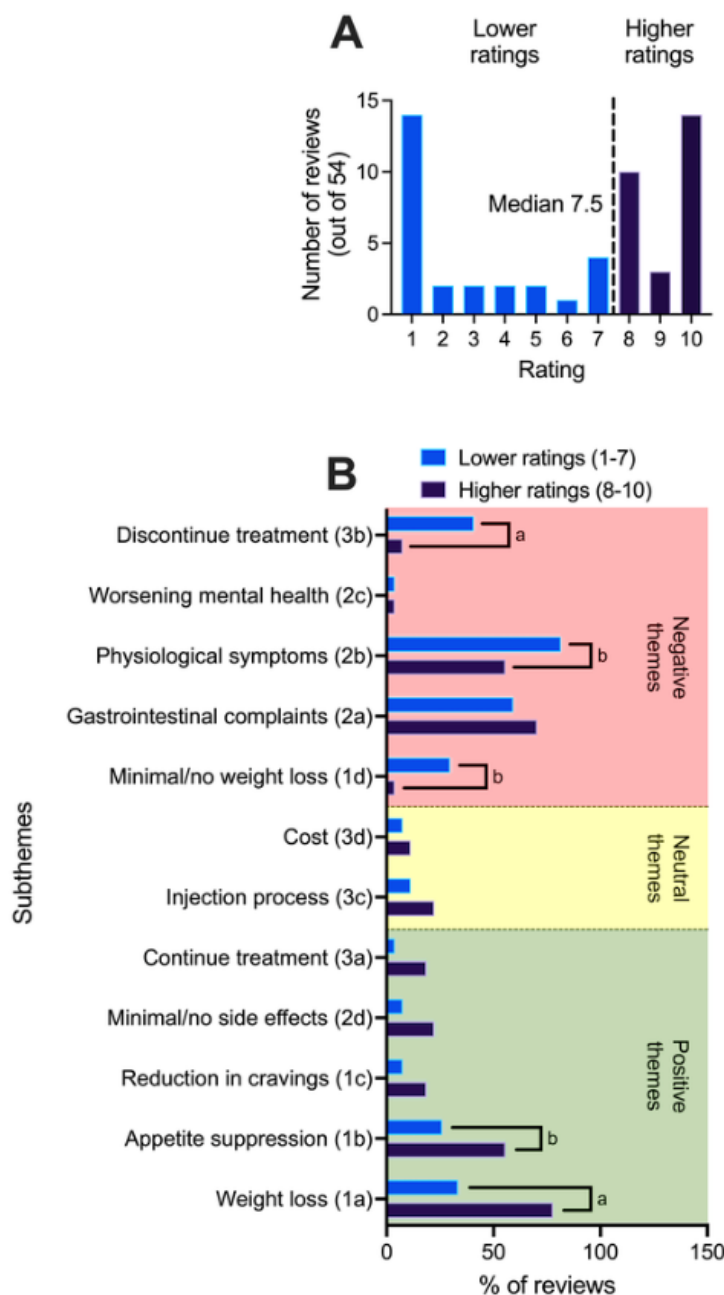 A
Lower
ratings
Higher
ratings
Number of reviews
(out of 54)
15
10
5
0
Median 7.5
1 2 3 4 5 6 7 8 9 10
Rating
B
Lower ratings (1-7)
Higher ratings (8-10)
Subthemes
Discontinue treatment (3b)
a
Worsening mental health (2c)
Physiological symptoms (2b)
b
Gastrointestinal complaints (2a)
Minimal/no weight loss (1d)
b
Negative
themes
Cost (3d)
Injection process (3c)
Neutral
themes
Continue treatment (3a)
Minimal/no side effects (2d)
Reduction in cravings (1c)
Appetite suppression (1b)
b
Weight loss (1a)
a
Positive
themes
0 50 100 150
% of reviews